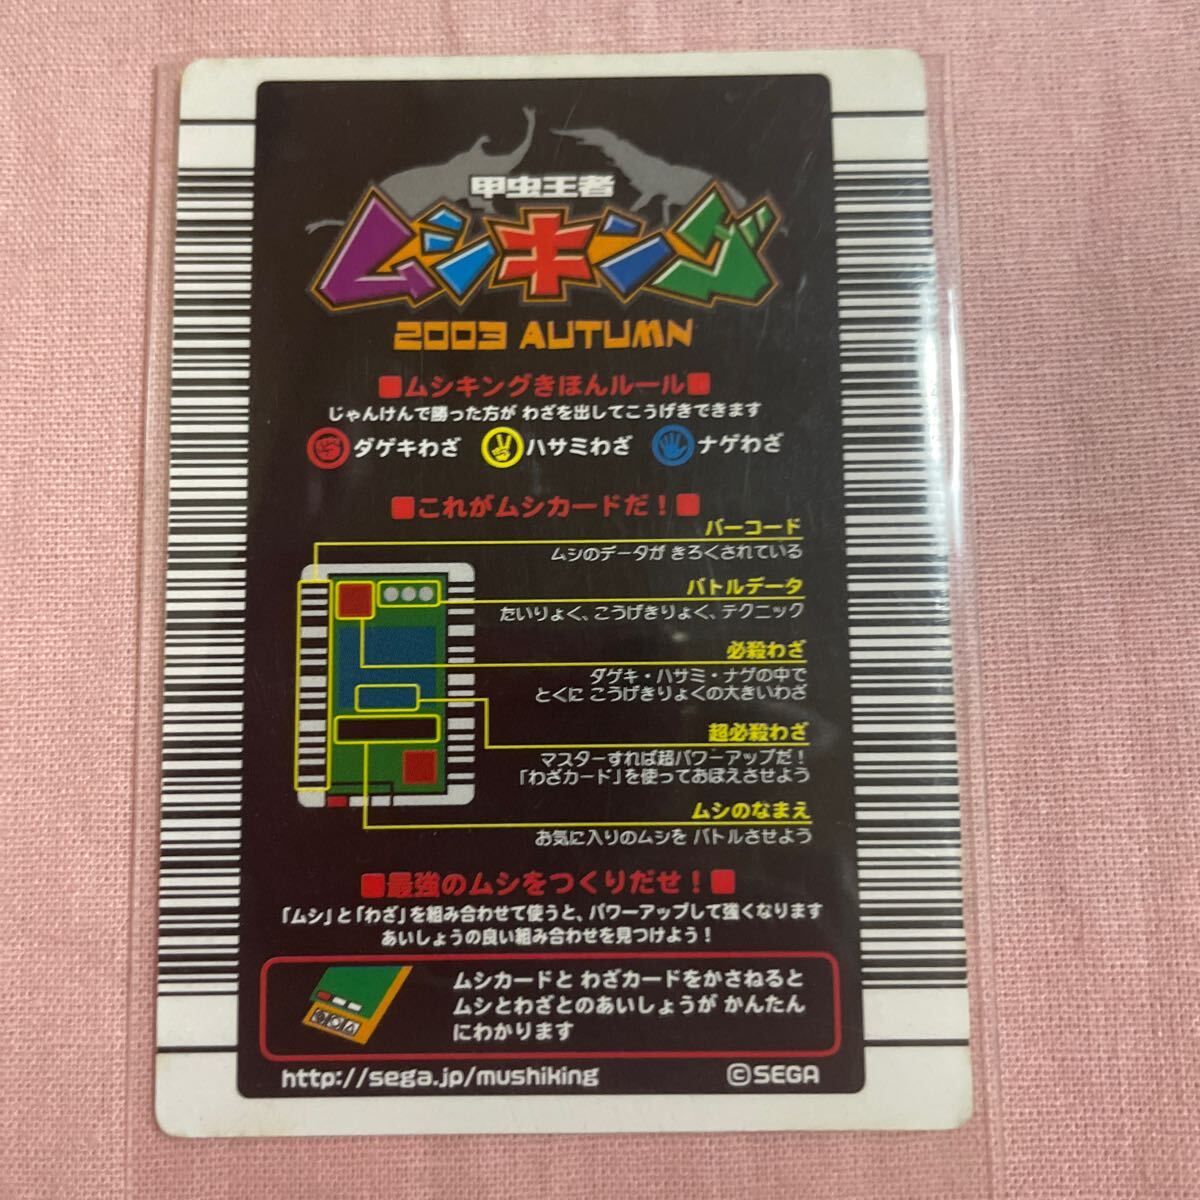 甲虫王者
ムシキング
2003 AUTUMN
■ムシキングきほんルール■
じゃんけんで勝った方が わざを出してこうげきできます
ダゲキわざ ハサミわざ ナゲわざ
■これがムシカードだ！■
バーコード
ムシのデータが きろくされている
バトルデータ
たいりょく、こうげきりょく、テクニック
必殺わざ
ダゲキ・ハサミ・ナゲの中で
とくに こうげきりょくの大きいわざ
超必殺わざ
マスターすれば超パワーアップだ！
「わざカード」を使っておぼえさせよう
ムシのなまえ
お気に入りのムシを バトルさせよう
■最強のムシをつくりだせ！■
「ムシ」と「わざ」を組み合わせて使うと、パワーアップして強くなります
あいしょうの良い組み合わせを見つけよう！
ムシカードと わざカードをかさねると
ムシとわざとのあいしょうが かんたん
にわかります
http://sega.jp/mushiking ©SEGA